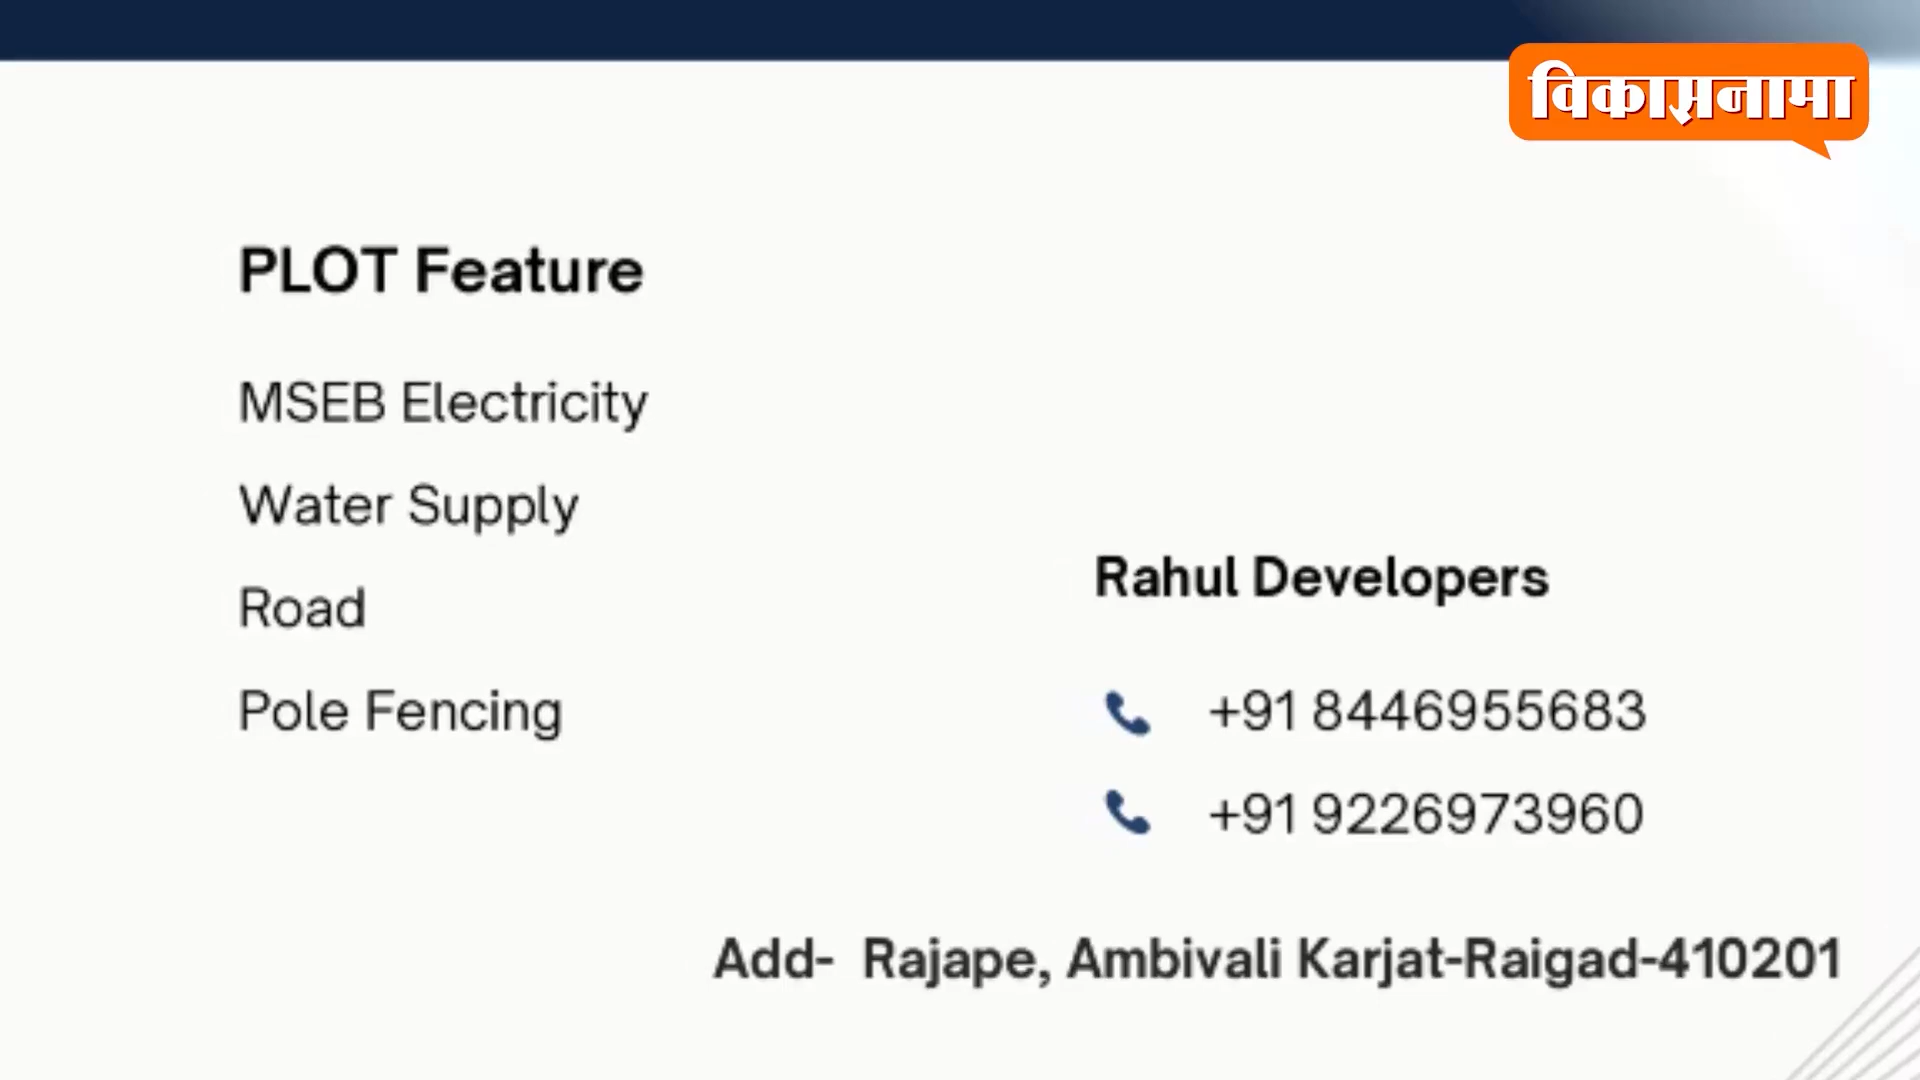 विकासनामा
PLOT Feature
MSEB Electricity
Water Supply
Road
Pole Fencing
Rahul Developers
+91 8446955683
+91 9226973960
Add- Rajape, Ambivali Karjat-Raigad-410201